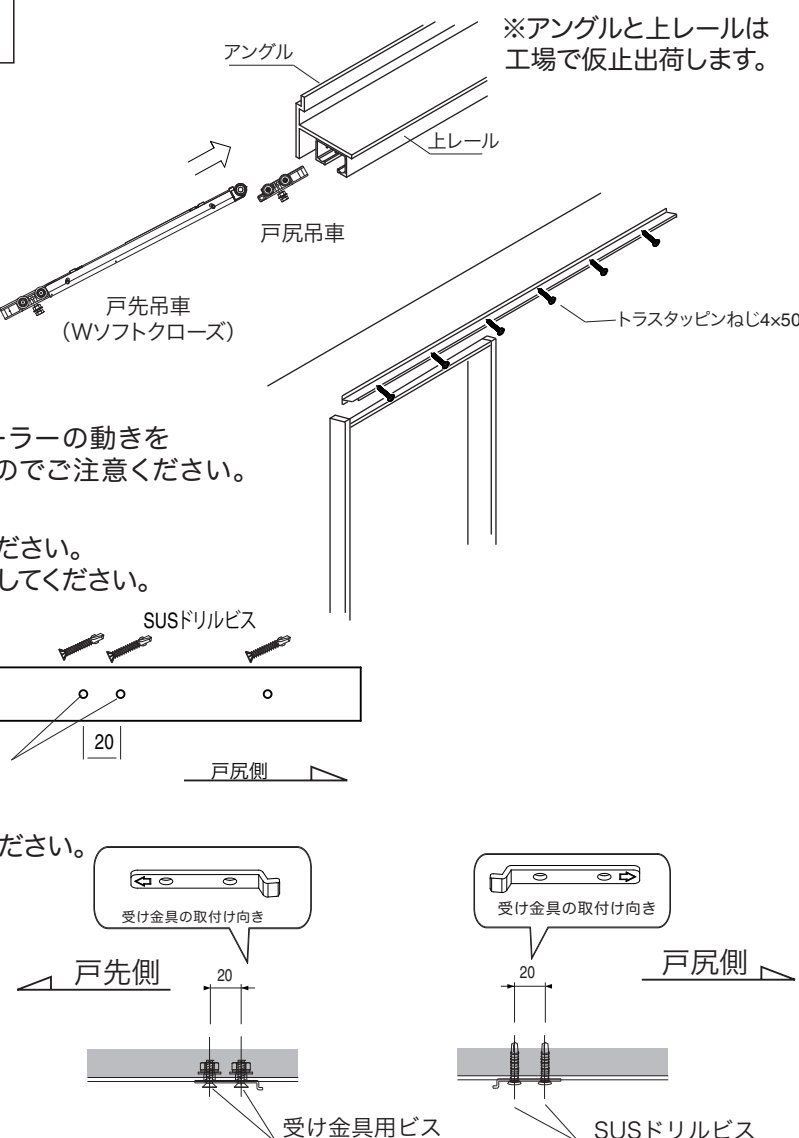 ※アングルと上レールは
工場で仮止出荷します。
アングル
上レール
戸尻吊車
戸先吊車
（Wソフトクローズ）
トラスタッピンねじ4×50
ーラーの動きを
のでご注意ください。
ださい。
してください。
SUSドリルビス
20
戸尻側
ださい。
受け金具の取付け向き
受け金具の取付け向き
戸先側
20
20
戸尻側
受け金具用ビス
SUSドリルビス